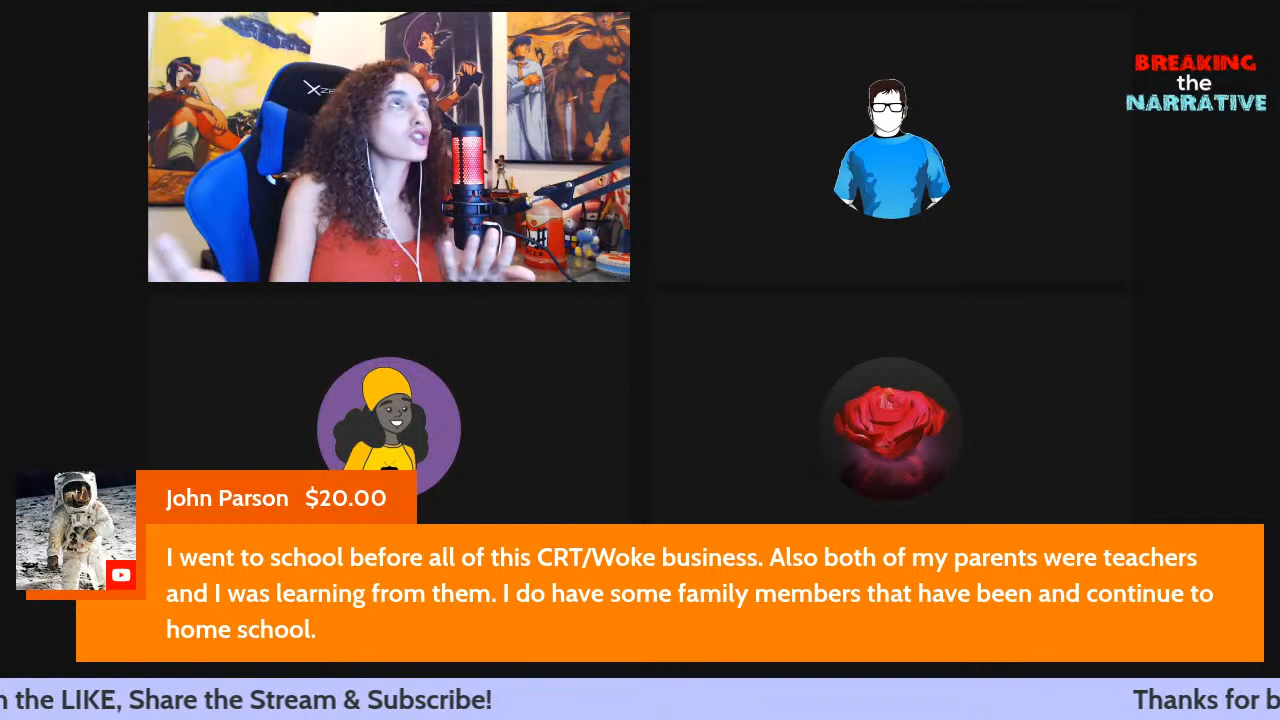 BREAKING
the
NARRATIVE
John Parson $20.00
I went to school before all of this CRT/Woke business. Also both of my parents were teachers
and I was learning from them. I do have some family members that have been and continue to
home school.
the LIKE, Share the Stream & Subscribe! Thanks for